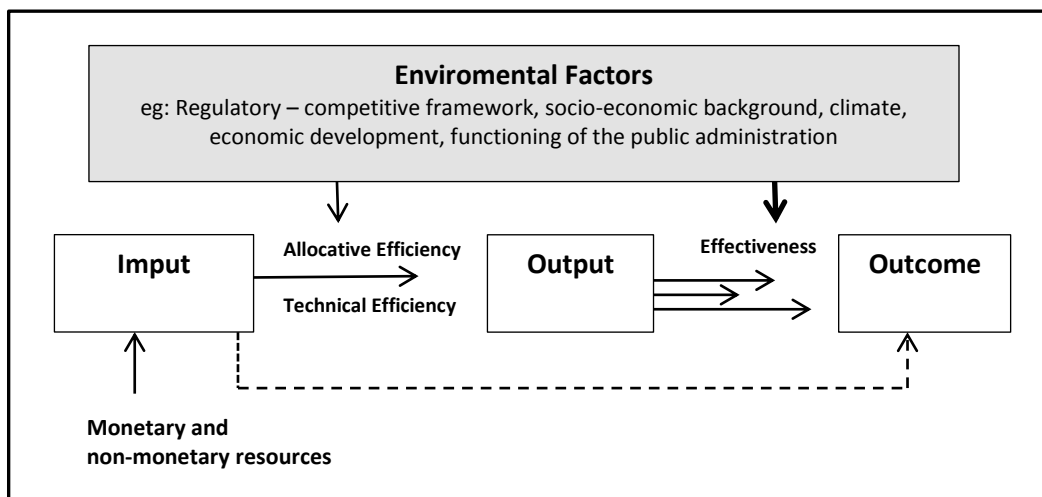 Enviromental Factors
eg: Regulatory – competitive framework, socio-economic background, climate,
economic development, functioning of the public administration
Imput
Allocative Efficiency
Technical Efficiency
Output
Effectiveness
Outcome
Monetary and
non-monetary resources